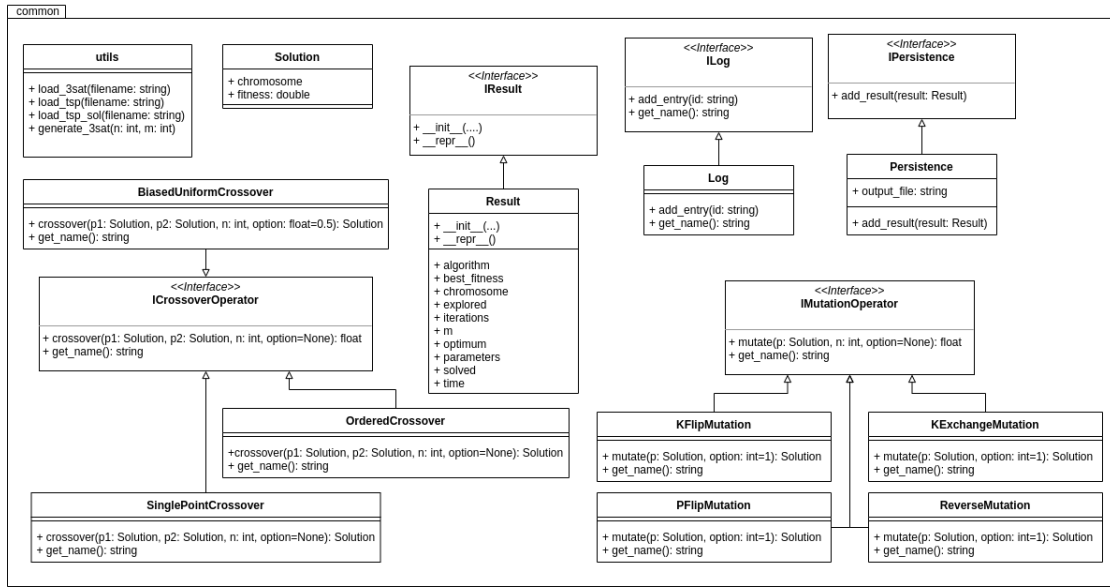 common
utils
+ load_3sat(filename: string)
+ load_tsp(filename: string)
+ load_tsp_sol(filename: string)
+ generate_3sat(n: int, m: int)
Solution
+ chromosome
+ fitness: double
<<Interface>>
IResult
+ __init__(....)
+ __repr__()
<<Interface>>
ILog
+ add_entry(id: string)
+ get_name(): string
<<Interface>>
IPersistence
+ add_result(result: Result)
Log
+ add_entry(id: string)
+ get_name(): string
Persistence
+ output_file: string
+ add_result(result: Result)
BiasedUniformCrossover
+ crossover(p1: Solution, p2: Solution, n: int, option: float=0.5): Solution
+ get_name(): string
Result
+ __init__(...)
+ __repr__()
+ algorithm
+ best_fitness
+ chromosome
+ explored
+ iterations
+ m
+ optimum
+ parameters
+ solved
+ time
<<Interface>>
ICrossoverOperator
+ crossover(p1: Solution, p2: Solution, n: int, option=None): float
+ get_name(): string
<<Interface>>
IMutationOperator
+ mutate(p: Solution, n: int, option=None): float
+ get_name(): string
OrderedCrossover
+crossover(p1: Solution, p2: Solution, n: int, option=None): Solution
+ get_name(): string
SinglePointCrossover
+ crossover(p1: Solution, p2: Solution, n: int, option=None): Solution
+ get_name(): string
KFlipMutation
+ mutate(p: Solution, option: int=1): Solution
+ get_name(): string
KExchangeMutation
+ mutate(p: Solution, option: int=1): Solution
+ get_name(): string
PFlipMutation
+ mutate(p: Solution, option: int=1): Solution
+ get_name(): string
ReverseMutation
+ mutate(p: Solution, option: int=1): Solution
+ get_name(): string